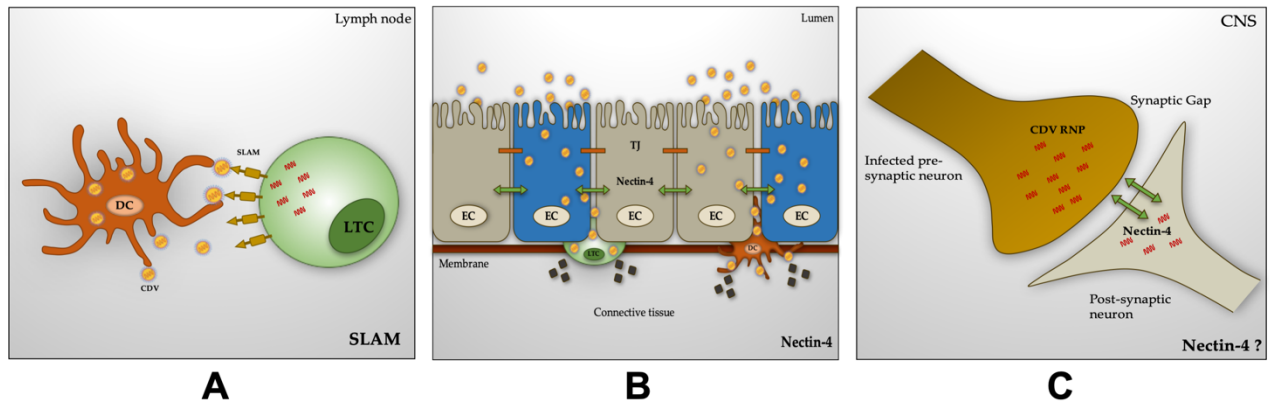 Lymph node
SLAM
DC
LTC
CDV
SLAM
A
Lumen
TJ
Nectin-4
EC
EC
EC
EC
EC
LTC
DC
Membrane
Connective tissue
Nectin-4
B
CNS
Synaptic Gap
CDV RNP
Infected pre-
synaptic neuron
Nectin-4
Post-synaptic
neuron
Nectin-4 ?
C